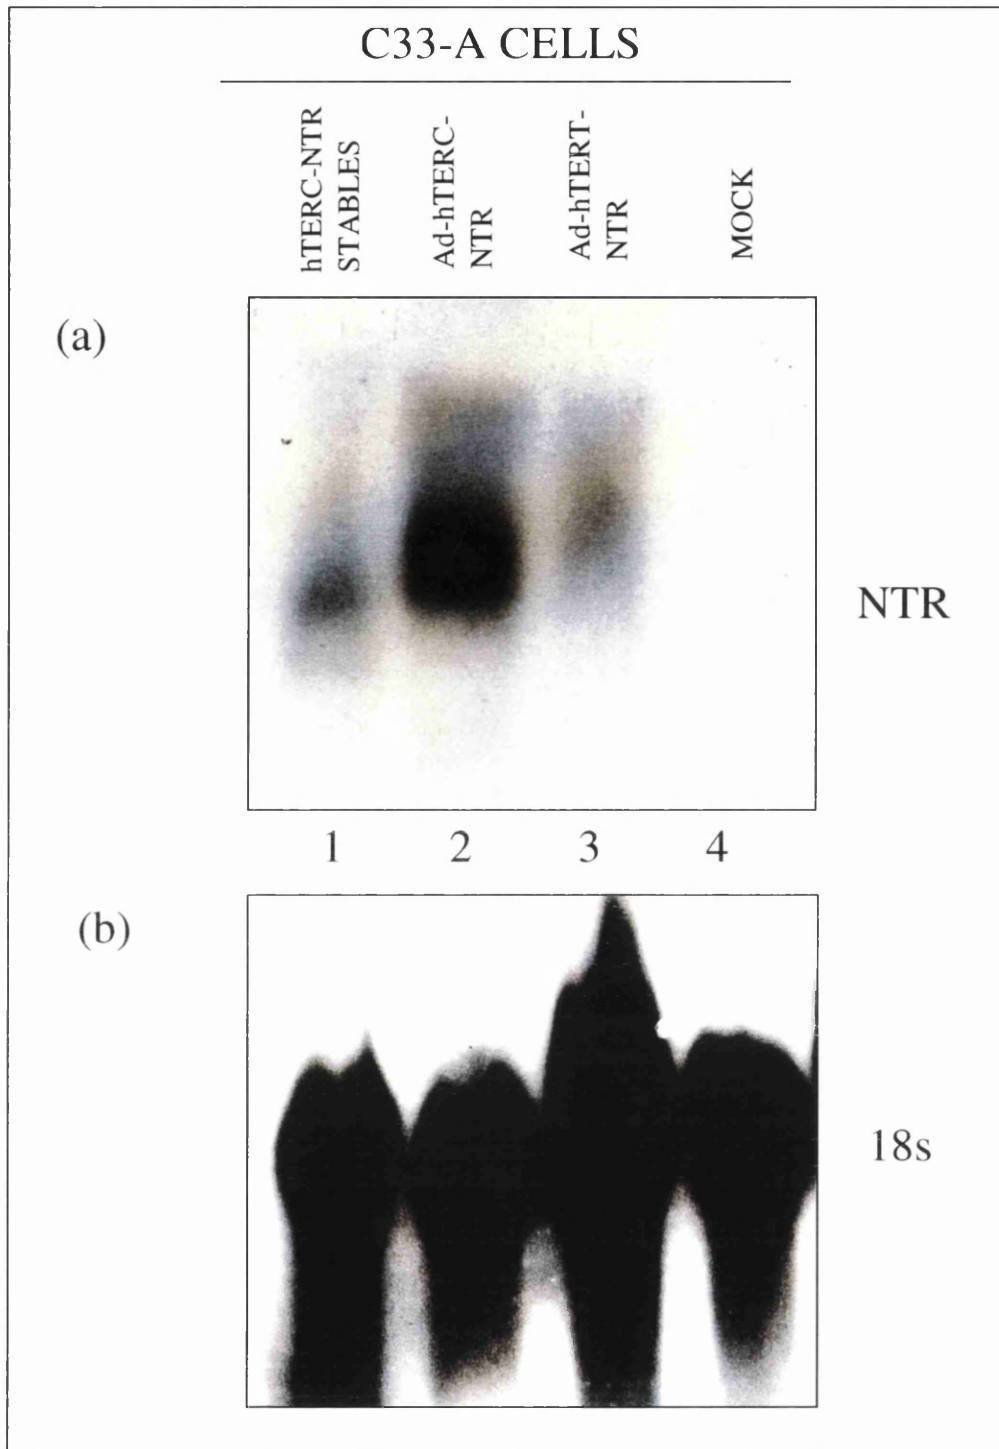 C33-A CELLS
hTERC-NTR
STABLES
Ad-hTERC-
NTR
Ad-hTERT-
NTR
MOCK
(a)
NTR
1 2 3 4
(b)
18s